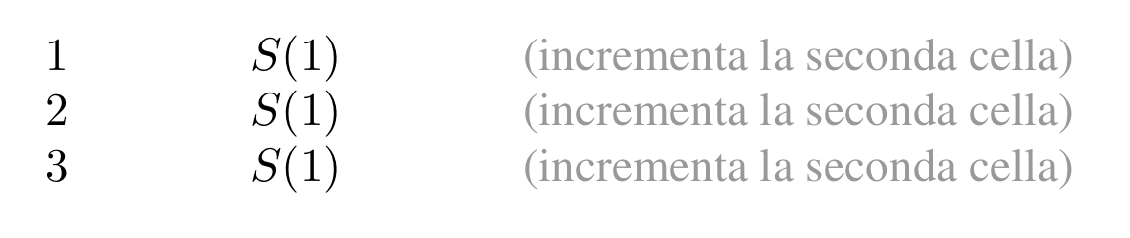 1 S(1) (incrementa la seconda cella)
2 S(1) (incrementa la seconda cella)
3 S(1) (incrementa la seconda cella)